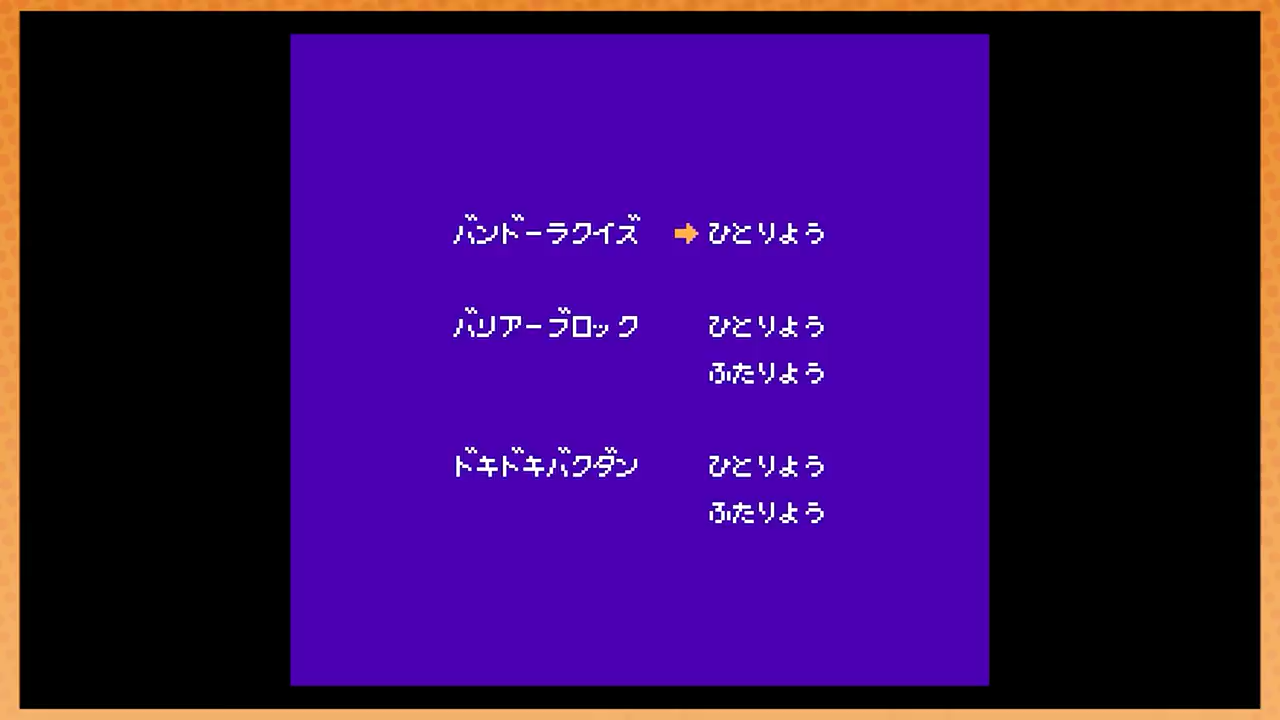 バンドーラクイズ ➡ ひとりよう
バリアーブロック ひとりよう
ふたりよう
ドキドキバクダン ひとりよう
ふたりよう